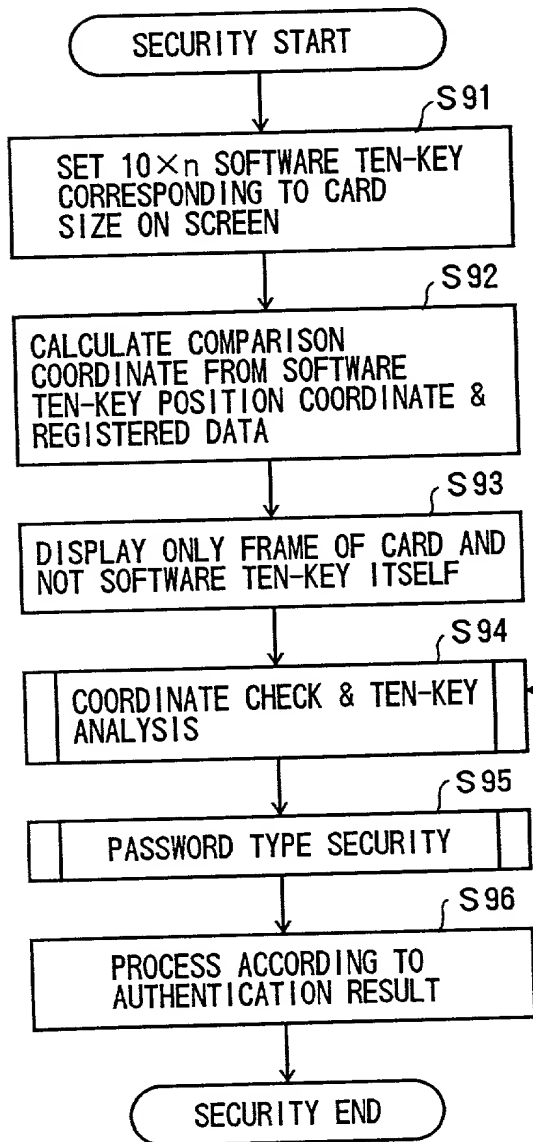 SECURITY START
S91
SET 10×n SOFTWARE TEN-KEY
CORRESPONDING TO CARD
SIZE ON SCREEN
S92
CALCULATE COMPARISON
COORDINATE FROM SOFTWARE
TEN-KEY POSITION COORDINATE &
REGISTERED DATA
S93
DISPLAY ONLY FRAME OF CARD AND
NOT SOFTWARE TEN-KEY ITSELF
S94
COORDINATE CHECK & TEN-KEY
ANALYSIS
S95
PASSWORD TYPE SECURITY
S96
PROCESS ACCORDING TO
AUTHENTICATION RESULT
SECURITY END